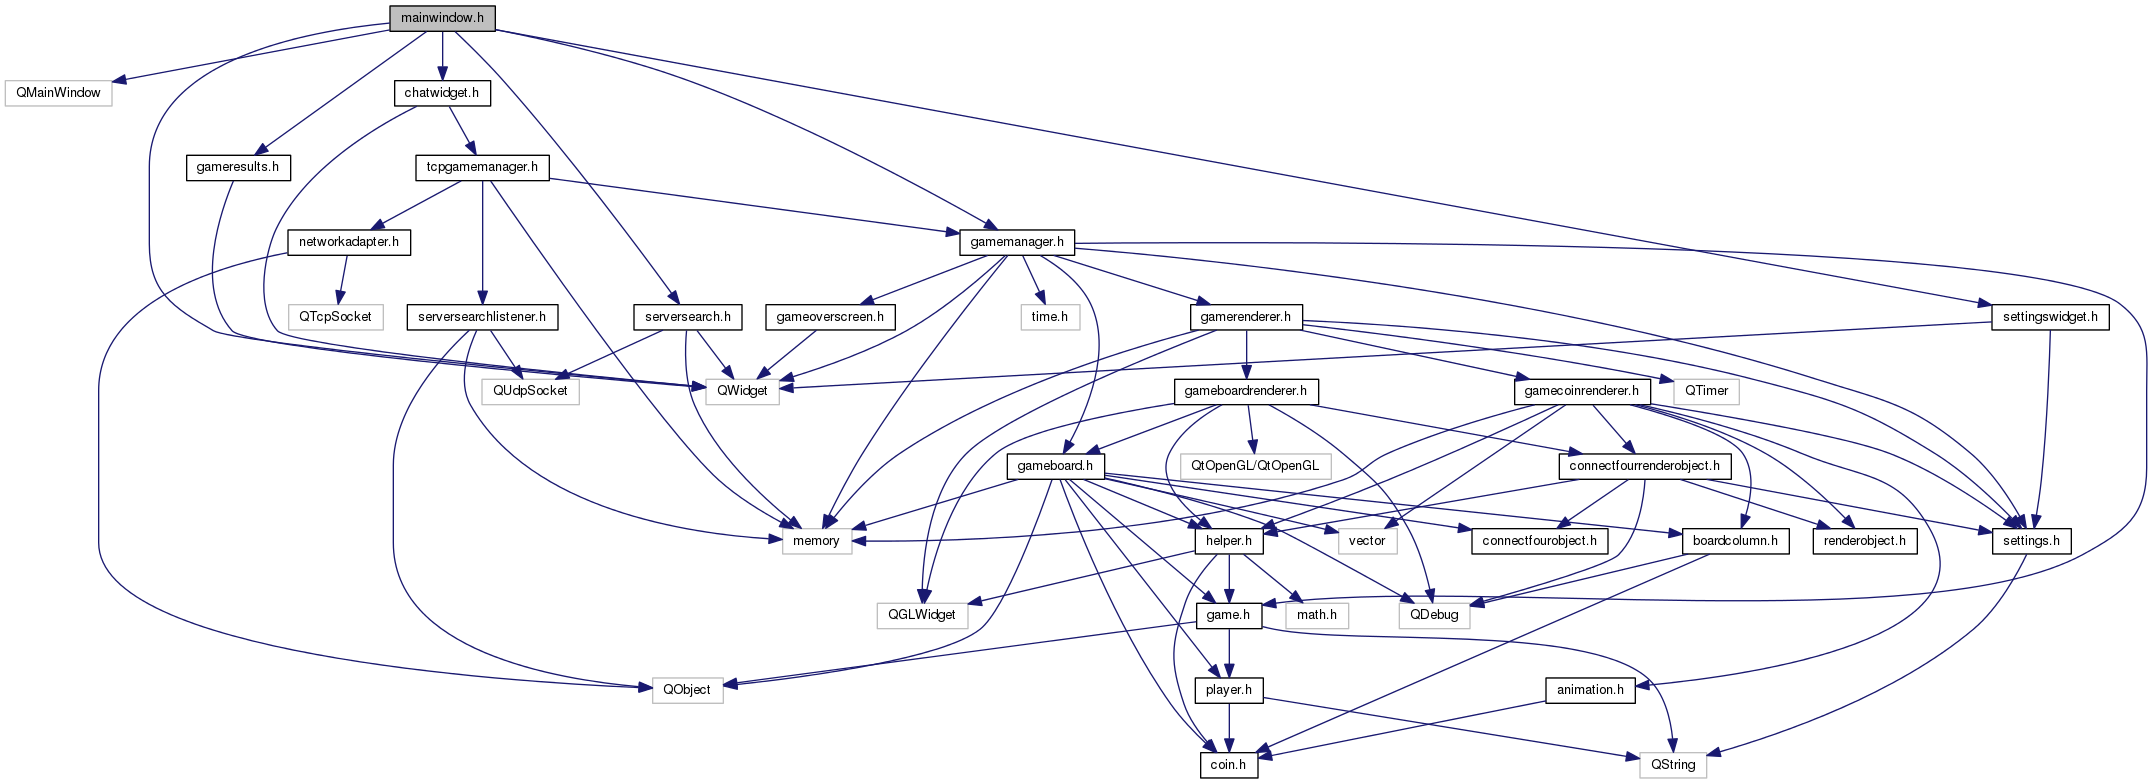 mainwindow.h
QMainWindow
chatwidget.h
gameresults.h
tcpgamemanager.h
networkadapter.h
gamemanager.h
QTcpSocket
serversearchlistener.h
serversearch.h
gameoverscreen.h
time.h
gamerenderer.h
settingswidget.h
QUdpSocket
QWidget
gameboardrenderer.h
gamecoinrenderer.h
QTimer
gameboard.h
QtOpenGL/QtOpenGL
connectfourrenderobject.h
memory
helper.h
vector
connectfourobject.h
boardcolumn.h
renderobject.h
settings.h
QGLWidget
game.h
math.h
QDebug
QObject
player.h
animation.h
coin.h
QString